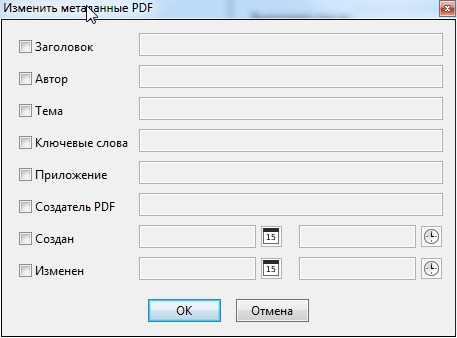 Изменить метаданные PDF
Заголовок
Автор
Тема
Ключевые слова
Приложение
Создатель PDF
Создан 15
Изменен 15
OK Отмена